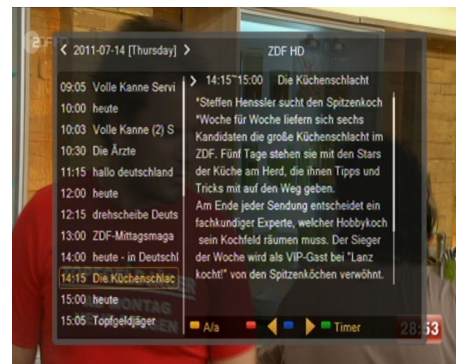 ZDF
< 2011-07-14 [Thursday] >
ZDF HD
09:05 Volle Kanne Servi
10:00 heute
10:03 Volle Kanne (2) S
10:30 Die Ärzte
11:15 hallo deutschland
12:00 heute
12:15 drehscheibe Deuts
13:00 ZDF-Mittagsmaga
14:00 heute - in Deutschl
14:15 Die Küchenschlac
15:00 heute
15:05 Topfgeldjäger
> 14:15~15:00 Die Küchenschlacht
*Steffen Henssler sucht den Spitzenkoch
*Woche für Woche liefern sich sechs
Kandidaten die große Küchenschlacht im
ZDF. Fünf Tage stehen sie mit den Stars
der Küche am Herd, die ihnen Tipps und
Tricks mit auf den Weg geben.
Am Ende jeder Sendung entscheidet ein
fachkundiger Experte, welcher Hobbykoch
sein Kochfeld räumen muss. Der Sieger
der Woche wird als VIP-Gast bei "Lanz
kocht!" von den Spitzenköchen verwöhnt.
A/a
Timer
28:53